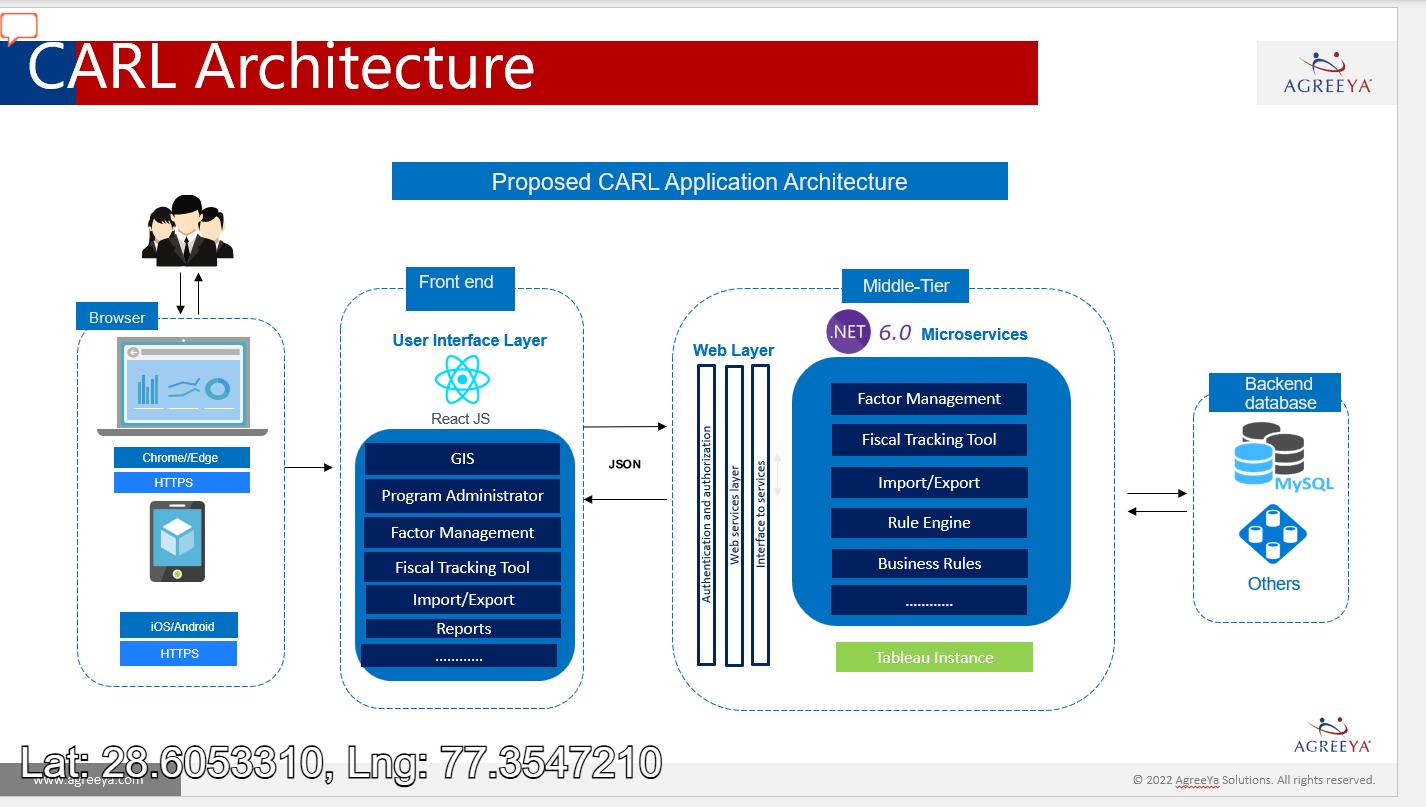 CARL Architecture
AGREEYA
Proposed CARL Application Architecture
Browser
Chrome//Edge
HTTPS
iOS/Android
HTTPS
Front end
User Interface Layer
React JS
GIS
Program Administrator
Factor Management
Fiscal Tracking Tool
Import/Export
Reports
............
JSON
Middle-Tier
.NET 6.0 Microservices
Web Layer
Authentication and authorization
Web services layer
Interface to services
Factor Management
Fiscal Tracking Tool
Import/Export
Rule Engine
Business Rules
............
Tableau Instance
Backend
database
MySQL
Others
AGREEYA
Lat: 28.6053310, Lng: 77.3547210
www.agreeya.com
© 2022 AgreeYa Solutions. All rights reserved.